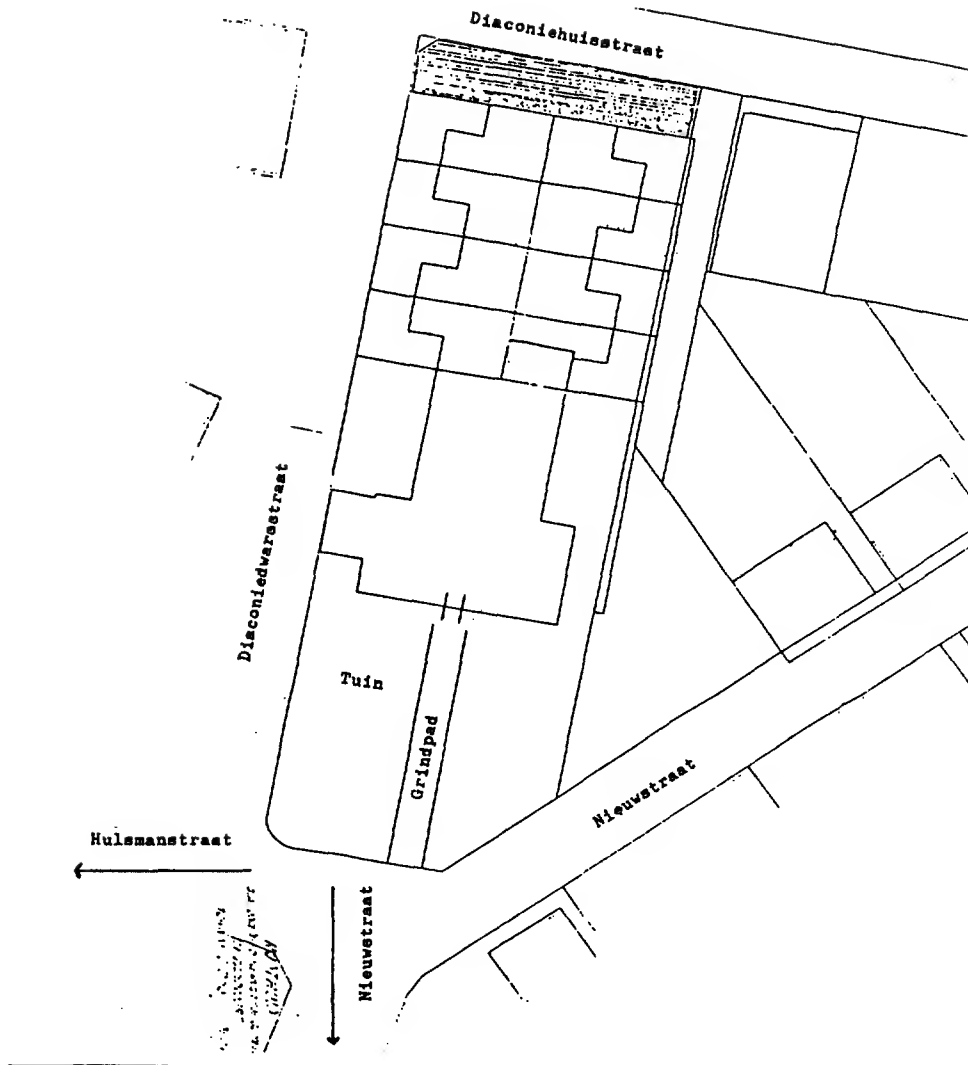 Diaconiehuisstraat
Diaconiedwarsstraat
Tuin
Grindpad
Nieuwstraat
Hulsmanstraat
Nieuwstraat